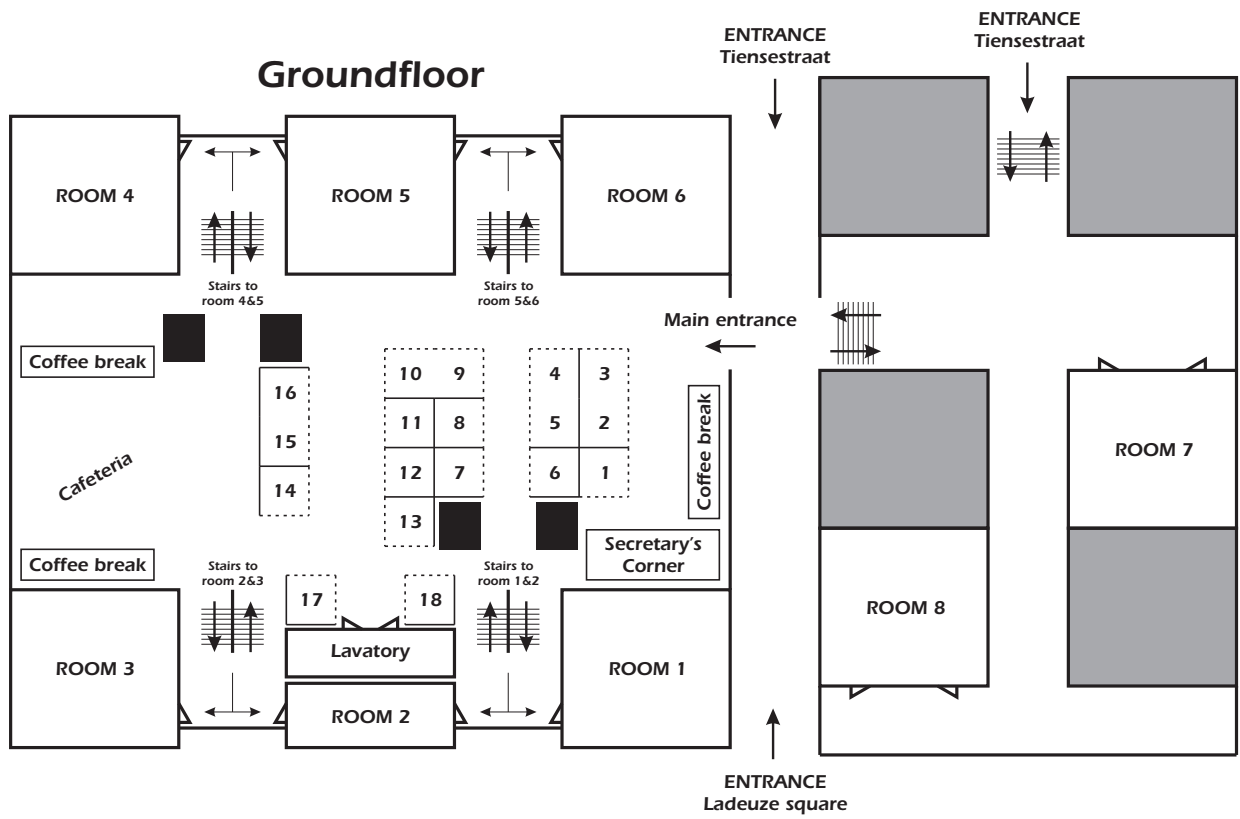 ENTRANCE
Tiensestraat
ENTRANCE
Tiensestraat
Groundfloor
ROOM 4
ROOM 5
ROOM 6
Stairs to
room 4&5
Stairs to
room 5&6
Main entrance
Coffee break
10 9 4 3
16
11 8 5 2
15
Coffee break
ROOM 7
Cafeteria
12 7 6 1
14
13
Secretary's
Corner
Coffee break
Stairs to
room 2&3
Stairs to
room 1&2
17
18
ROOM 8
Lavatory
ROOM 3
ROOM 1
ROOM 2
ENTRANCE
Ladeuze square